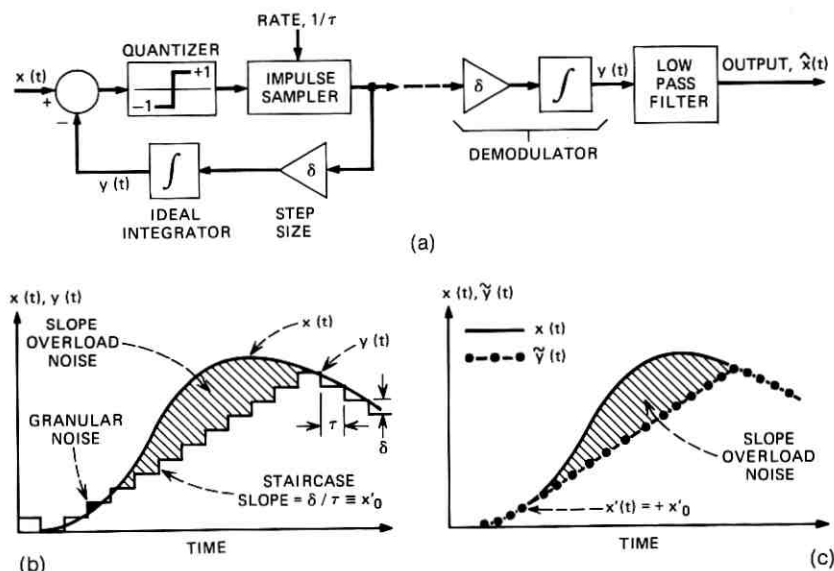 RATE, 1/τ
QUANTIZER
x (t)
+
−
+1
−1
IMPULSE
SAMPLER
δ
∫
y (t)
LOW
PASS
FILTER
OUTPUT, x̂(t)
DEMODULATOR
y (t)
∫
δ
IDEAL
INTEGRATOR
STEP
SIZE
(a)
x (t), y (t)
SLOPE
OVERLOAD
NOISE
x (t)
y (t)
GRANULAR
NOISE
τ
δ
STAIRCASE
SLOPE = δ / τ ≡ x′₀
TIME
(b)
x (t), ỹ (t)
x (t)
ỹ (t)
SLOPE
OVERLOAD
NOISE
x′(t) = + x′₀
TIME
(c)